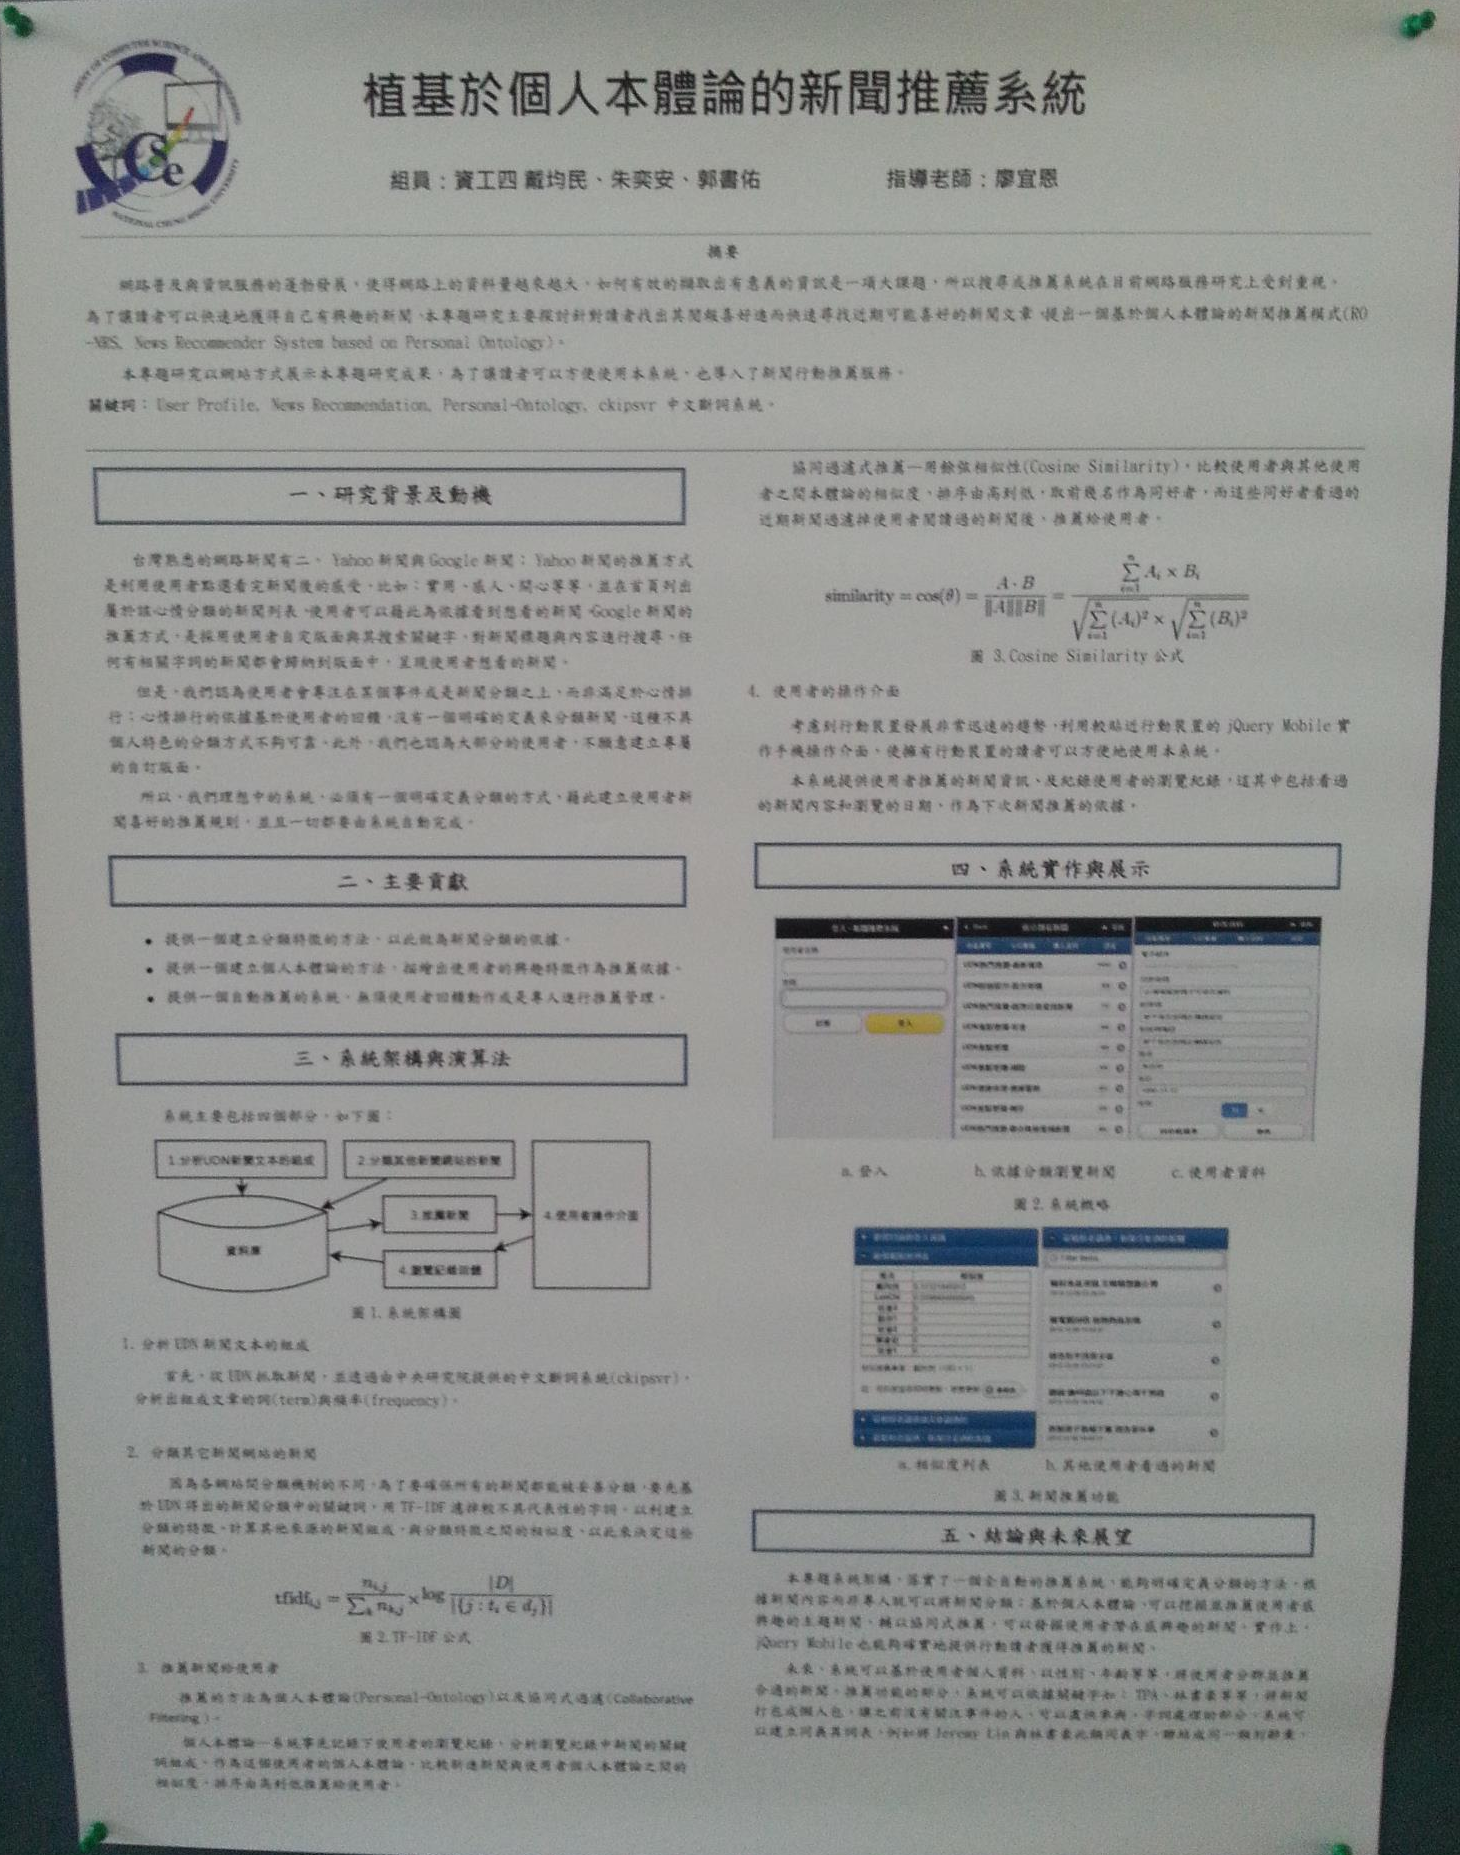 植基於個人本體論的新聞推薦系統
組員：資工四 戴均民、朱奕安、郭書佑
指導老師：廖宜恩
CSe
NATIONAL CHUNG HSING UNIVERSITY
摘要
網路普及與資訊服務的蓬勃發展，使得網路上的資料量越來越大，如何有效的擷取出有意義的資訊是一項大課題，所以搜尋或推薦系統在目前網路服務研究上受到重視。
為了讓讀者可以快速地獲得自己有興趣的新聞，本專題研究主要探討針對讀者找出其閱報喜好進而快速尋找近期可能喜好的新聞文章，提出一個基於個人本體論的新聞推薦模式(RO
-NRS, News Recommender System based on Personal Ontology)。
本專題研究以網站方式展示本專題研究成果，為了讓讀者可以方便使用本系統，也導入了新聞行動推薦服務。
關鍵詞：User Profile, News Recommendation, Personal-Ontology, ckipsvr 中文斷詞系統。
一、研究背景及動機
台灣熟悉的網路新聞有二，Yahoo 新聞與 Google 新聞：Yahoo 新聞的推薦方式
是利用使用者點選看完新聞後的感受，比如：實用、感人、開心等等，並在首頁列出
屬於該心情分類的新聞列表，使用者可以藉此為依據看到想看的新聞，Google 新聞的
推薦方式，是採用使用者自定版面與其搜索關鍵字，對新聞標題與內容進行搜尋，任
何有相關字詞的新聞都會歸納到版面中，呈現使用者想看的新聞。
但是，我們認為使用者會專注在某個事件或是新聞分類之上，而非滿足於心情排
行；心情排行的依據基於使用者的回饋，沒有一個明確的定義來分類新聞，這種不具
個人特色的分類方式不夠可靠。此外，我們也認為大部分的使用者，不願意建立專屬
的自訂版面。
所以，我們理想中的系統，必須有一個明確定義分類的方式，藉此建立使用者新
聞喜好的推薦規則，並且一切都要由系統自動完成。
二、主要貢獻
• 提供一個建立分類特徵的方法，以此做為新聞分類的依據。
• 提供一個建立個人本體論的方法，描繪出使用者的興趣特徵作為推薦依據。
• 提供一個自動推薦的系統，無須使用者回饋動作或是專人進行推薦管理。
三、系統架構與演算法
系統主要包括四個部分，如下圖：
1.分析UDN新聞文本的組成
2.分類其他新聞網站的新聞
資料庫
3.推薦新聞
4.瀏覽紀錄回饋
4.使用者操作介面
圖 1.系統架構圖
1. 分析 UDN 新聞文本的組成
首先，從 UDN 抓取新聞，並透過由中央研究院提供的中文斷詞系統(ckipsvr)，
分析出組成文章的詞(term)與頻率(frequency)。
2. 分類其它新聞網站的新聞
因為各網站間分類機制的不同，為了要確保所有的新聞都能被妥善分類，要先基
於 UDN 得出的新聞分類中的關鍵詞，用 TF-IDF 濾掉較不具代表性的字詞，以利建立
分類的特徵，計算其他來源的新聞組成，與分類特徵之間的相似度，以此來決定這些
新聞的分類。
tfidf_{i,j} = n_{i,j} / ∑_k n_{k,j} × log |D| / |{j : t_i ∈ d_j}|
圖 2.TF-IDF 公式
3. 推薦新聞給使用者
推薦的方法為個人本體論(Personal-Ontology)以及協同式過濾(Collaborative
Filtering)。
個人本體論—系統事先記錄下使用者的瀏覽紀錄，分析瀏覽紀錄中新聞的關鍵
詞組成，作為這個使用者的個人本體論，比較新進新聞與使用者個人本體論之間的
相似度，排序由高到低推薦給使用者。
協同過濾式推薦—用餘弦相似性(Cosine Similarity)，比較使用者與其他使用
者之間本體論的相似度，排序由高到低，取前幾名作為同好者，而這些同好者看過的
近期新聞過濾掉使用者閱讀過的新聞後，推薦給使用者。
similarity = cos(θ) = A · B / ‖A‖‖B‖ = ∑_{i=1}^{n} A_i × B_i / √∑_{i=1}^{n}(A_i)² × √∑_{i=1}^{n}(B_i)²
圖 3.Cosine Similarity 公式
4. 使用者的操作介面
考慮到行動裝置發展非常迅速的趨勢，利用較貼近行動裝置的 jQuery Mobile 實
作手機操作介面，使擁有行動裝置的讀者可以方便地使用本系統。
本系統提供使用者推薦的新聞資訊、及紀錄使用者的瀏覽紀錄，這其中包括看過
的新聞內容和瀏覽的日期，作為下次新聞推薦的依據。
四、系統實作與展示
登入
a. 登入
b. 依據分類瀏覽新聞
c. 使用者資料
圖 2.系統概略
a. 相似度列表
b. 其他使用者看過的新聞
圖 3.新聞推薦功能
五、結論與未來展望
本專題系統架構，落實了一個全自動的推薦系統，能夠明確定義分類的方法，根
據新聞內容而非專人就可以將新聞分類；基於個人本體論，可以挖掘並推薦使用者感
興趣的主題新聞，輔以協同式推薦，可以發掘使用者潛在感興趣的新聞。實作上，
jQuery Mobile 也能夠確實地提供行動讀者獲得推薦的新聞。
未來，系統可以基於使用者個人資料，以性別、年齡等等，將使用者分群並推薦
合適的新聞。推薦功能的部分，系統可以依據關鍵字如：TPA、林書豪等等，將新聞
打包成懶人包，讓之前沒有關注事件的人，可以盡快參與。字詞處理的部分，系統可
以建立同義異詞表，例如將 Jeremy Lin 與林書豪此類同義字，聯結成同一類別計算。